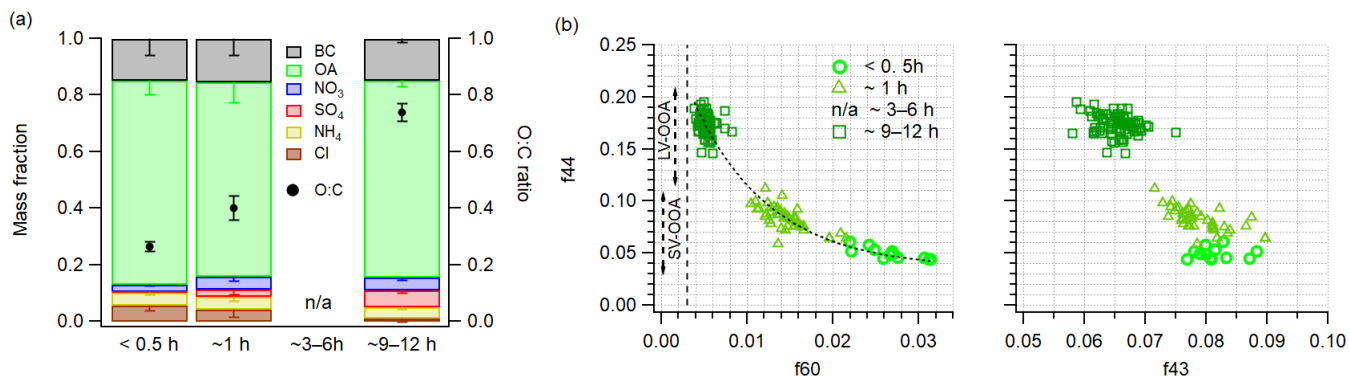 (a)
1.0
0.8
0.6
0.4
0.2
0.0
Mass fraction
BC
OA
NO3
SO4
NH4
Cl
O:C
n/a
1.0
0.8
0.6
0.4
0.2
0.0
O:C ratio
< 0.5 h
~1 h
~3–6h
~9–12 h
(b)
0.25
0.20
0.15
0.10
0.05
0.00
f44
LV-OOA
SV-OOA
< 0. 5h
~ 1 h
n/a ~ 3–6 h
~ 9–12 h
0.00
0.01
0.02
0.03
f60
0.05
0.06
0.07
0.08
0.09
0.10
f43